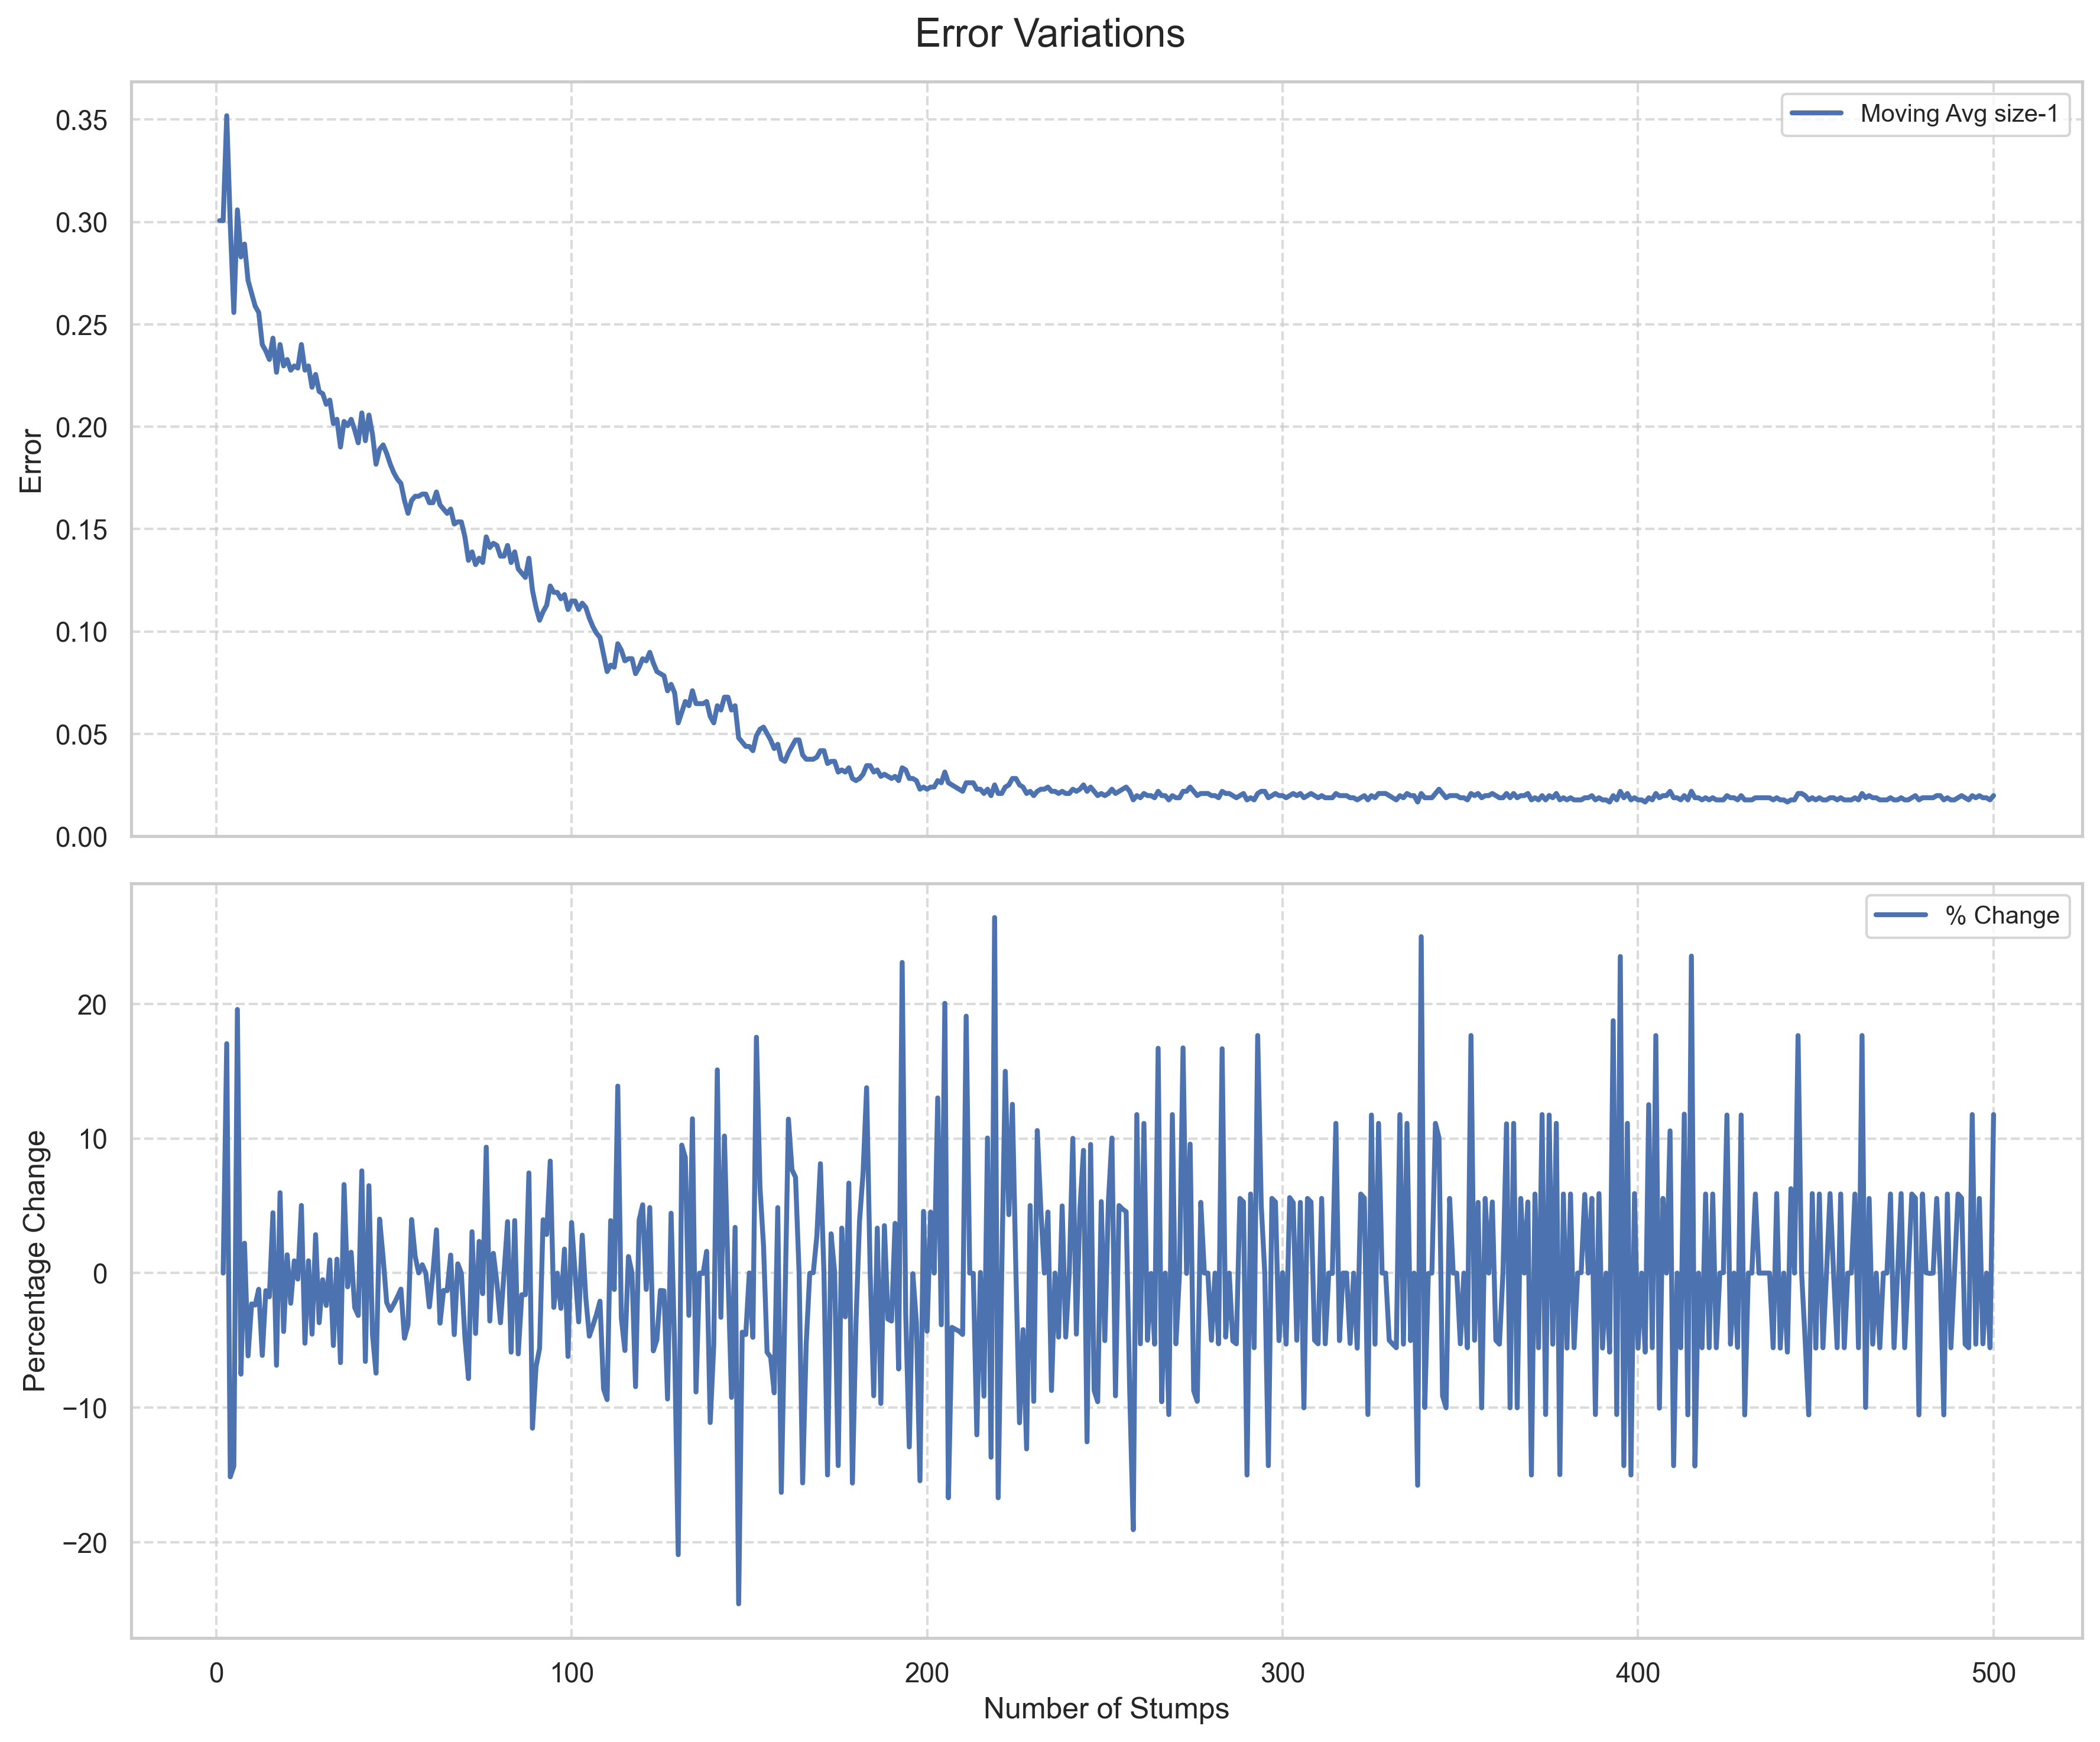 Error Variations
Moving Avg size-1
0.35
0.30
0.25
0.20
0.15
0.10
0.05
0.00
Error
% Change
20
10
0
−10
−20
Percentage Change
0 100 200 300 400 500
Number of Stumps